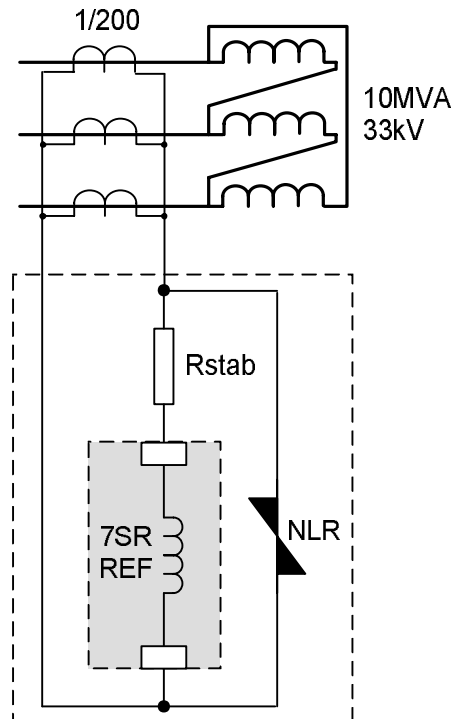 1/200
10MVA
33kV
Rstab
7SR
REF
NLR